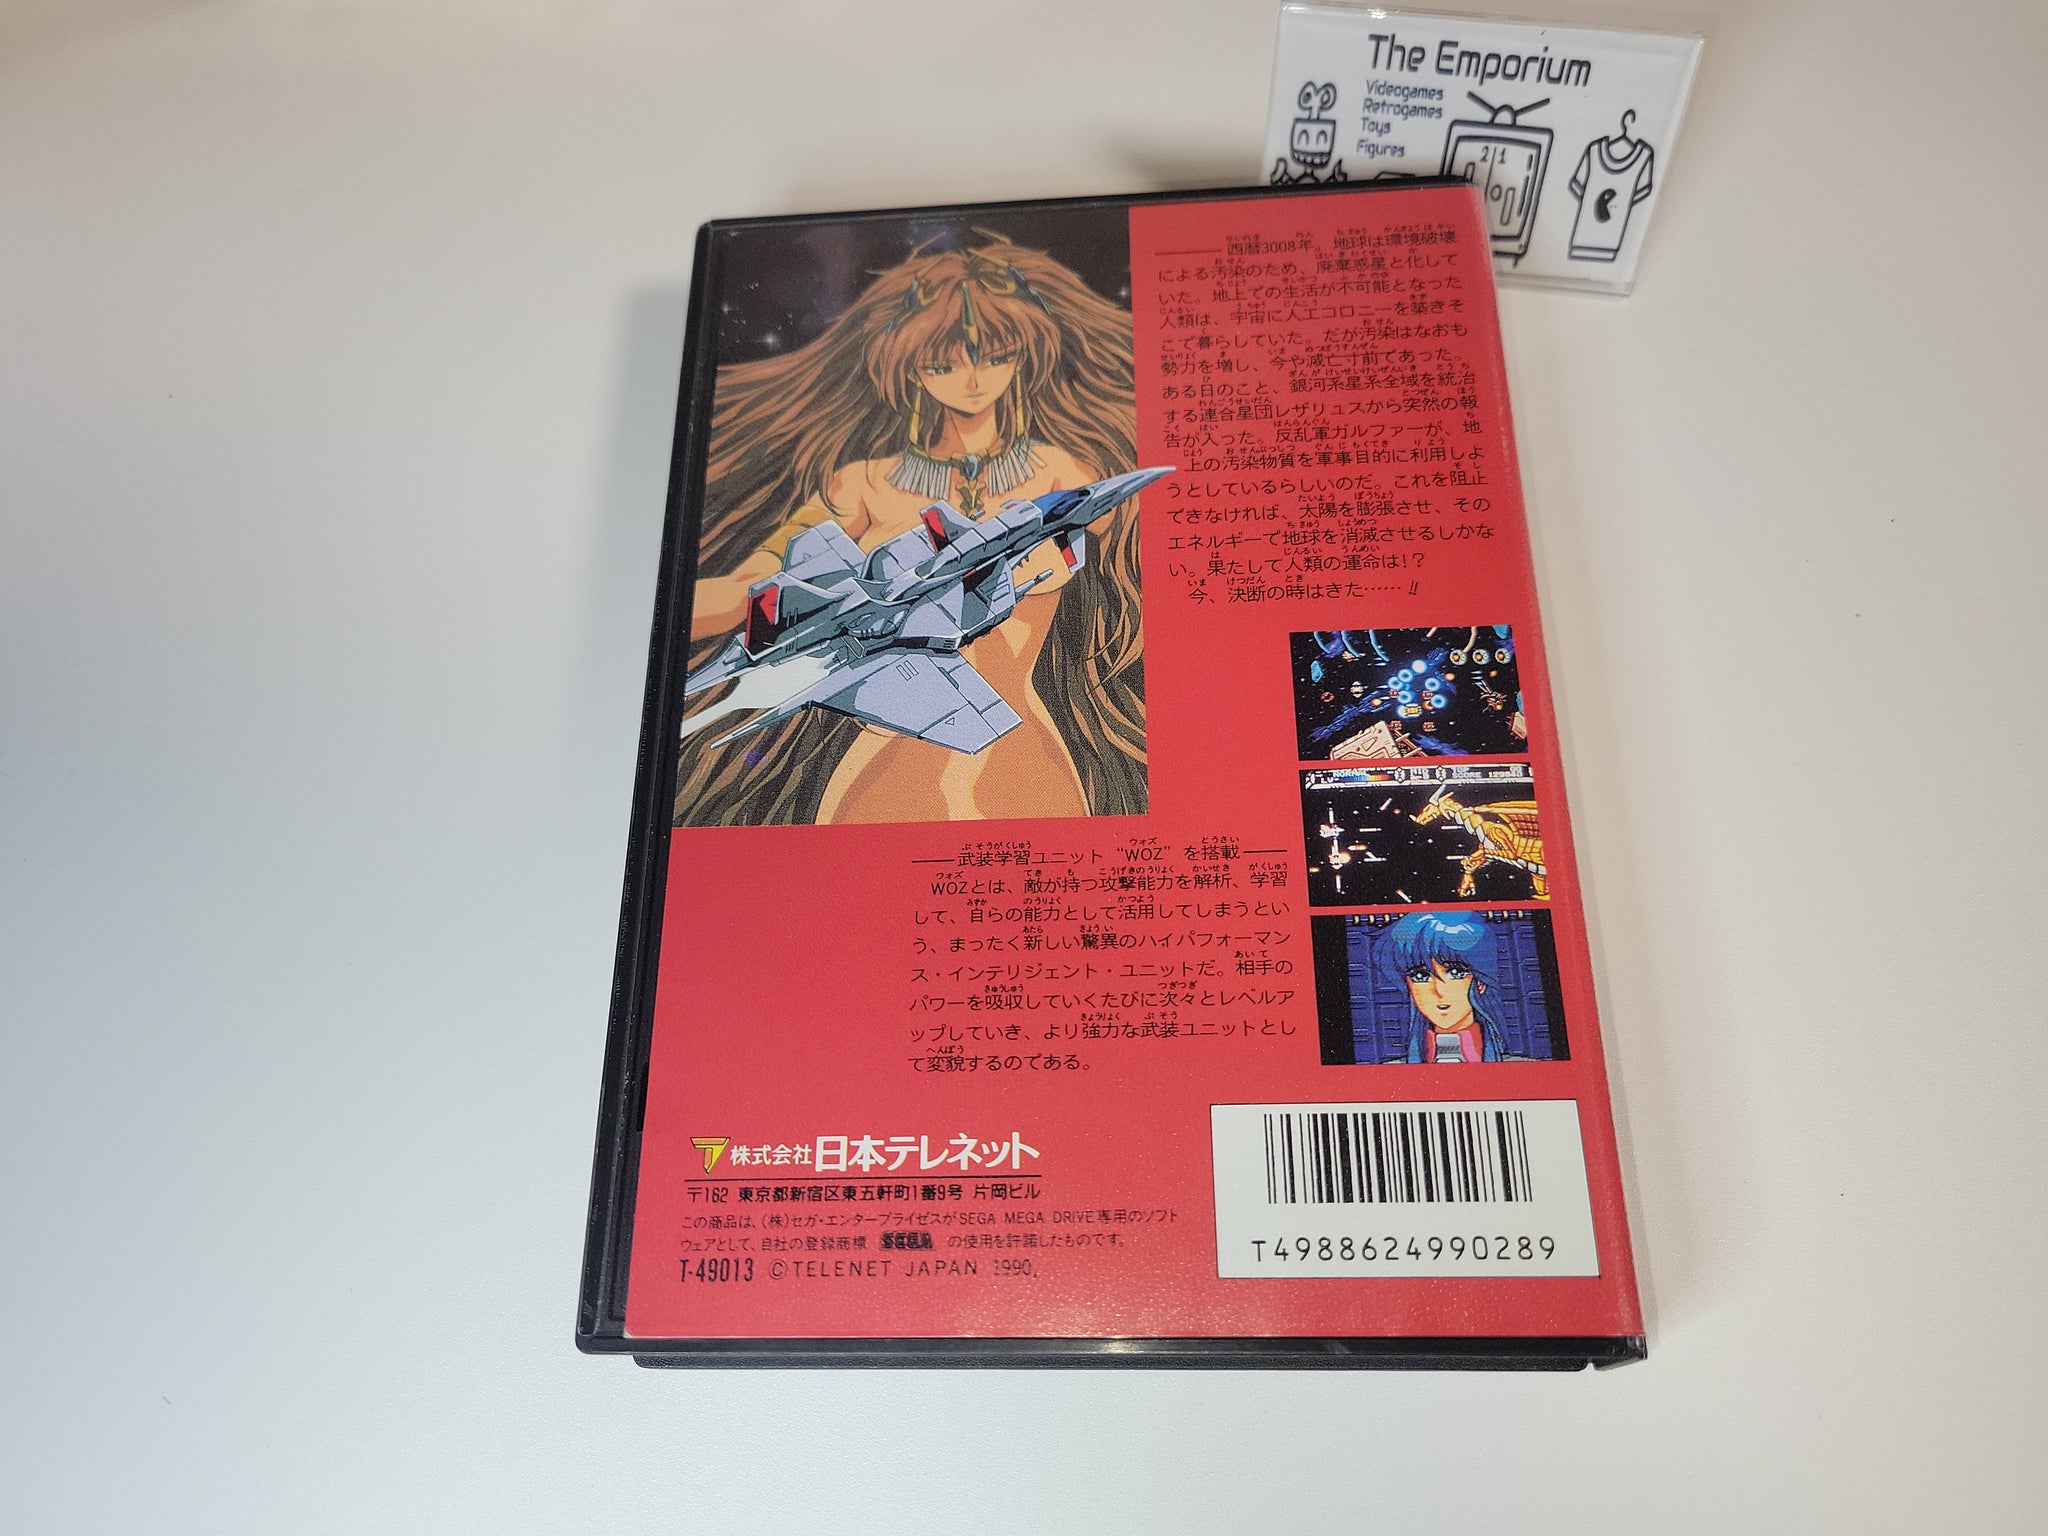 The Emporium
Videogames
Retrogames
Toys
Figures
2 1
西暦3008年。地球は環境破壊
による汚染のため、廃棄惑星と化して
いた。地上での生活が不可能となった
人類は、宇宙に人工コロニーを築きそ
こで暮らしていた。だが汚染はなおも
勢力を増し、今や滅亡寸前であった。
ある日のこと、銀河系星系全域を統治
する連合星団レザリュスから突然の報
告が入った。反乱軍ガルファーが、地
上の汚染物質を軍事目的に利用しよ
うとしているらしいのだ。これを阻止
できなければ、太陽を膨張させ、その
エネルギーで地球を消滅させるしかな
い。果たして人類の運命は!?
今、決断の時はきた……!!
NORMAL
LV
SCORE
武装学習ユニット “WOZ” を搭載
WOZとは、敵が持つ攻撃能力を解析、学習
して、自らの能力として活用してしまうとい
う、まったく新しい驚異のハイパフォーマン
ス・インテリジェント・ユニットだ。相手の
パワーを吸収していくたびに次々とレベルア
ップしていき、より強力な武装ユニットとし
て変貌するのである。
株式会社日本テレネット
〒162 東京都新宿区東五軒町1番9号 片岡ビル
この商品は、(株)セガ・エンタープライゼスがSEGA MEGA DRIVE専用のソフト
ウェアとして、自社の登録商標 SEGA の使用を許諾したものです。
T-49013 ©TELENET JAPAN 1990.
T4988624990289